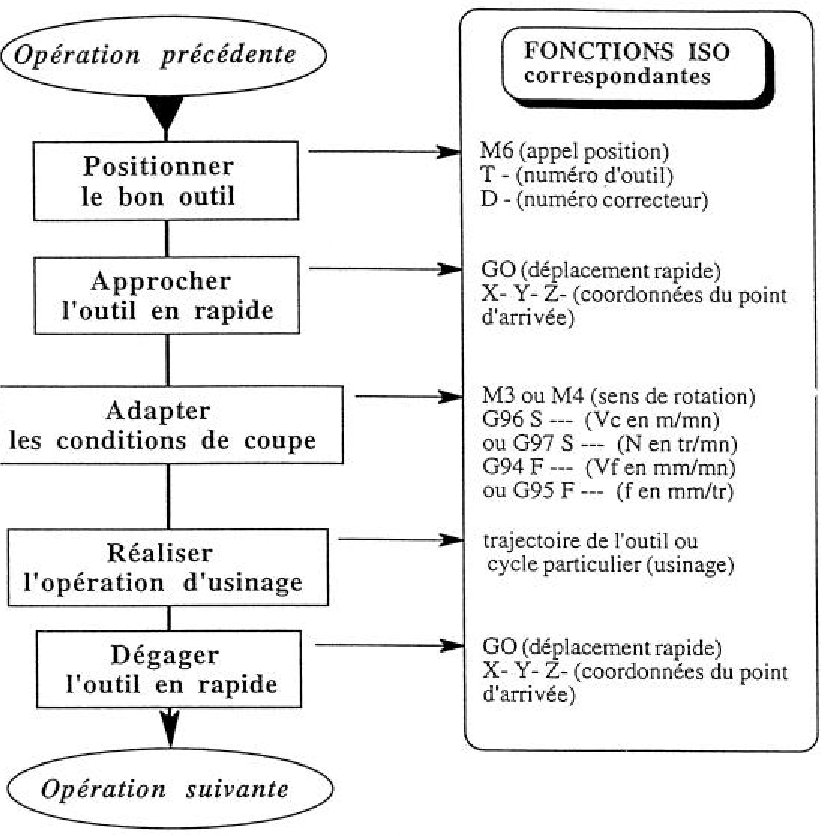 Opération précédente
FONCTIONS ISO
correspondantes
Positionner
le bon outil
M6 (appel position)
T - (numéro d'outil)
D - (numéro correcteur)
Approcher
l'outil en rapide
GO (déplacement rapide)
X- Y- Z- (coordonnées du point
d'arrivée)
Adapter
les conditions de coupe
M3 ou M4 (sens de rotation)
G96 S --- (Vc en m/mn)
ou G97 S --- (N en tr/mn)
G94 F --- (Vf en mm/mn)
ou G95 F --- (f en mm/tr)
Réaliser
l'opération d'usinage
trajectoire de l'outil ou
cycle particulier (usinage)
Dégager
l'outil en rapide
GO (déplacement rapide)
X- Y- Z- (coordonnées du point
d'arrivée)
Opération suivante